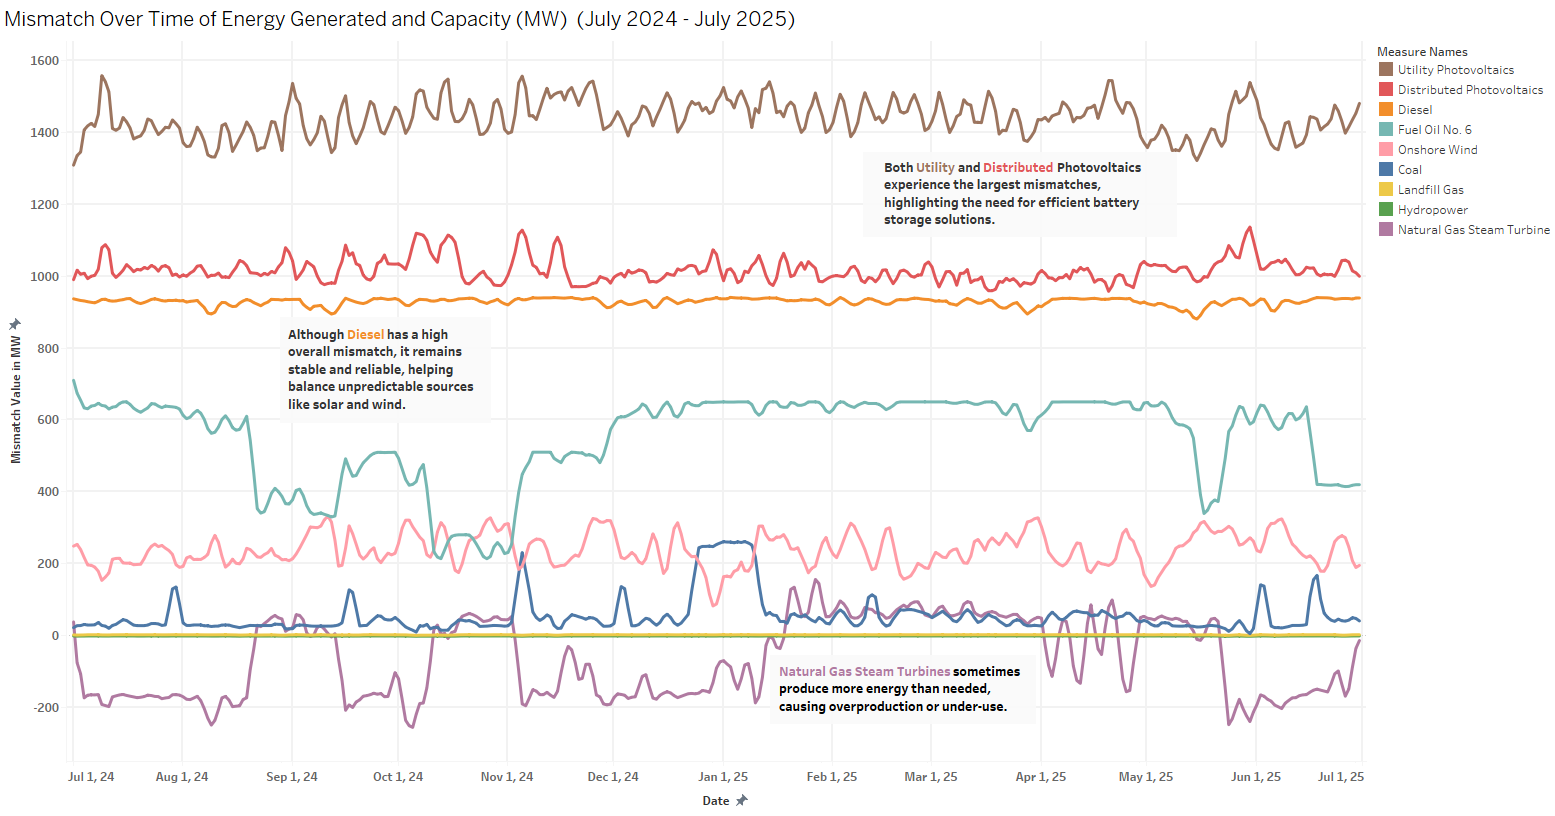 Mismatch Over Time of Energy Generated and Capacity (MW) (July 2024 - July 2025)
Measure Names
Utility Photovoltaics
Distributed Photovoltaics
Diesel
Fuel Oil No. 6
Onshore Wind
Coal
Landfill Gas
Hydropower
Natural Gas Steam Turbine
Mismatch Value in MW
1600
1400
1200
1000
800
600
400
200
0
-200
Both Utility and Distributed Photovoltaics
experience the largest mismatches,
highlighting the need for efficient battery
storage solutions.
Although Diesel has a high
overall mismatch, it remains
stable and reliable, helping
balance unpredictable sources
like solar and wind.
Natural Gas Steam Turbines sometimes
produce more energy than needed,
causing overproduction or under-use.
Jul 1, 24
Aug 1, 24
Sep 1, 24
Oct 1, 24
Nov 1, 24
Dec 1, 24
Jan 1, 25
Feb 1, 25
Mar 1, 25
Apr 1, 25
May 1, 25
Jun 1, 25
Jul 1, 25
Date